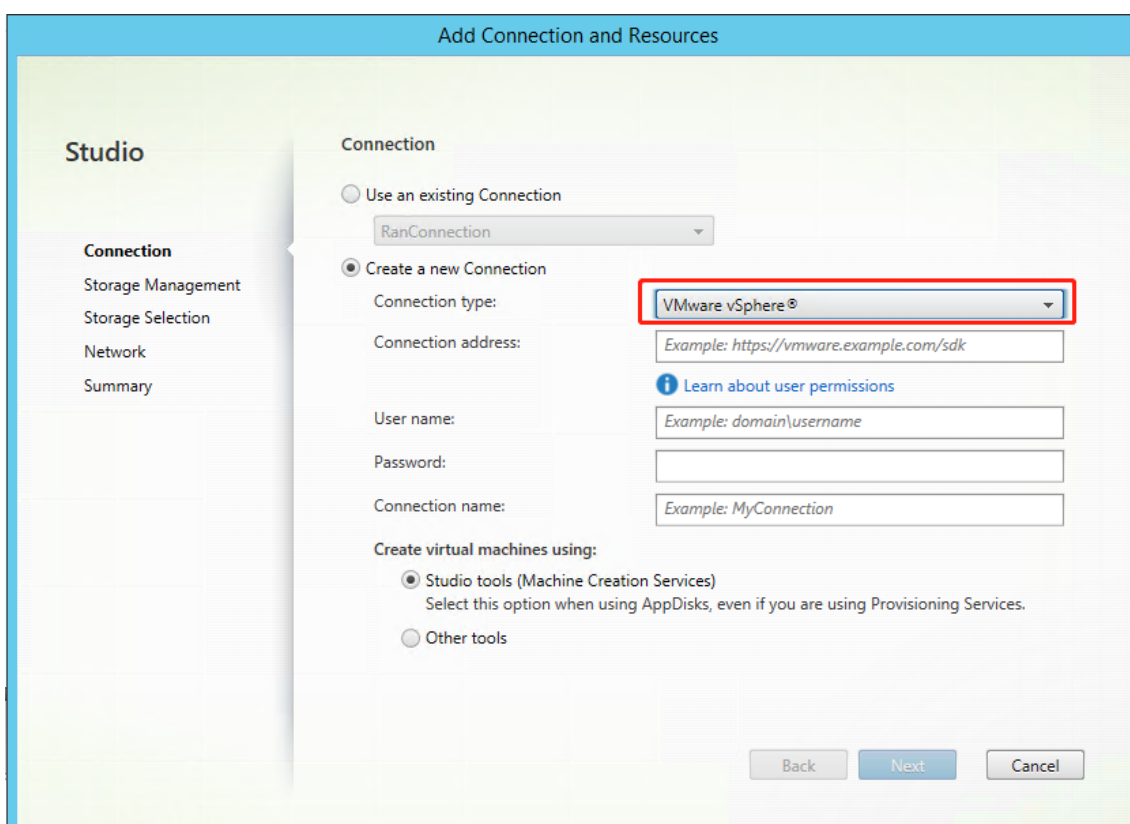 Add Connection and Resources
Studio
Connection
Storage Management
Storage Selection
Network
Summary
Connection
Use an existing Connection
RanConnection
Create a new Connection
Connection type:
VMware vSphere®
Connection address:
Example: https://vmware.example.com/sdk
Learn about user permissions
User name:
Example: domain\username
Password:
Connection name:
Example: MyConnection
Create virtual machines using:
Studio tools (Machine Creation Services)
Select this option when using AppDisks, even if you are using Provisioning Services.
Other tools
Back
Next
Cancel